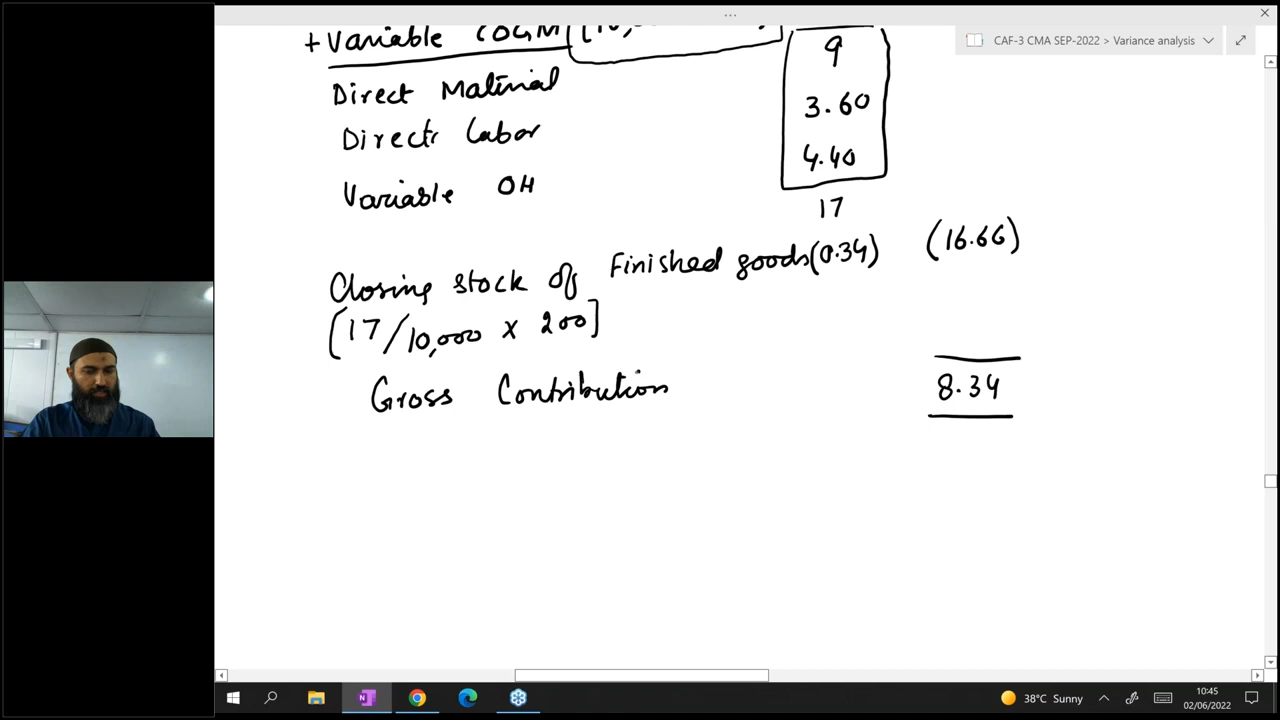 CAF-3 CMA SEP-2022 > Variance analysis
+ Variable COGM
Direct Material 9
Direct Labor 3.60
Variable OH 4.40
17
Closing stock of Finished goods (0.34) (16.66)
[17/10,000 x 200]
Gross Contribution 8.34
38°C Sunny
10:45
02/06/2022